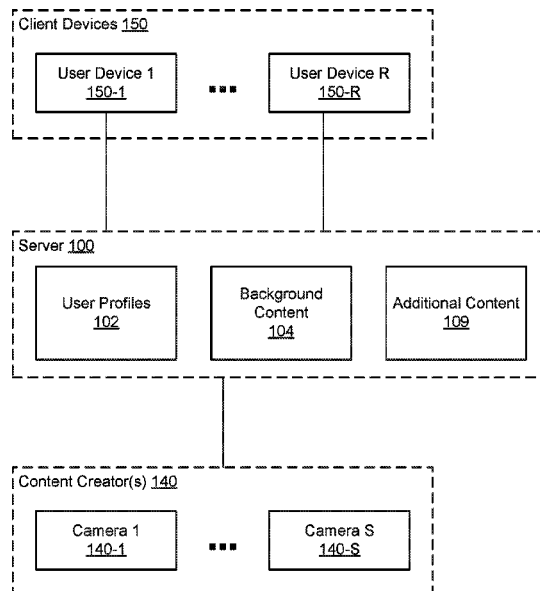 Client Devices 150
User Device 1
150-1
User Device R
150-R
Server 100
User Profiles
102
Background
Content
104
Additional Content
109
Content Creator(s) 140
Camera 1
140-1
Camera S
140-S